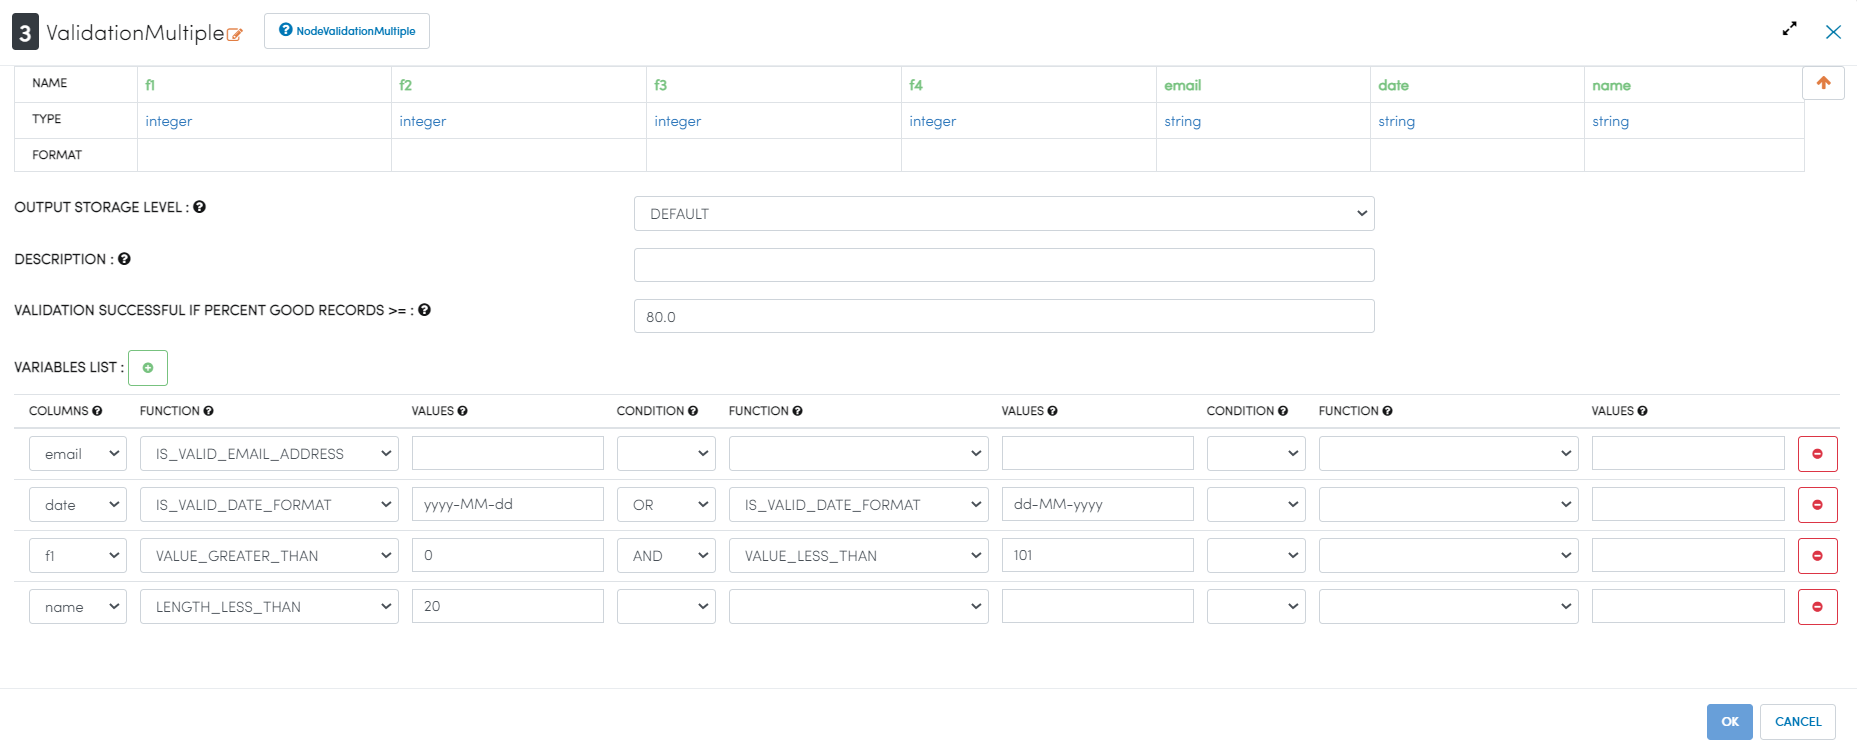 3 ValidationMultiple NodeValidationMultiple
NAME f1 f2 f3 f4 email date name
TYPE integer integer integer integer string string string
FORMAT
OUTPUT STORAGE LEVEL : DEFAULT
DESCRIPTION :
VALIDATION SUCCESSFUL IF PERCENT GOOD RECORDS >= : 80.0
VARIABLES LIST :
COLUMNS FUNCTION VALUES CONDITION FUNCTION VALUES CONDITION FUNCTION VALUES
email IS_VALID_EMAIL_ADDRESS
date IS_VALID_DATE_FORMAT yyyy-MM-dd OR IS_VALID_DATE_FORMAT dd-MM-yyyy
f1 VALUE_GREATER_THAN 0 AND VALUE_LESS_THAN 101
name LENGTH_LESS_THAN 20
OK CANCEL